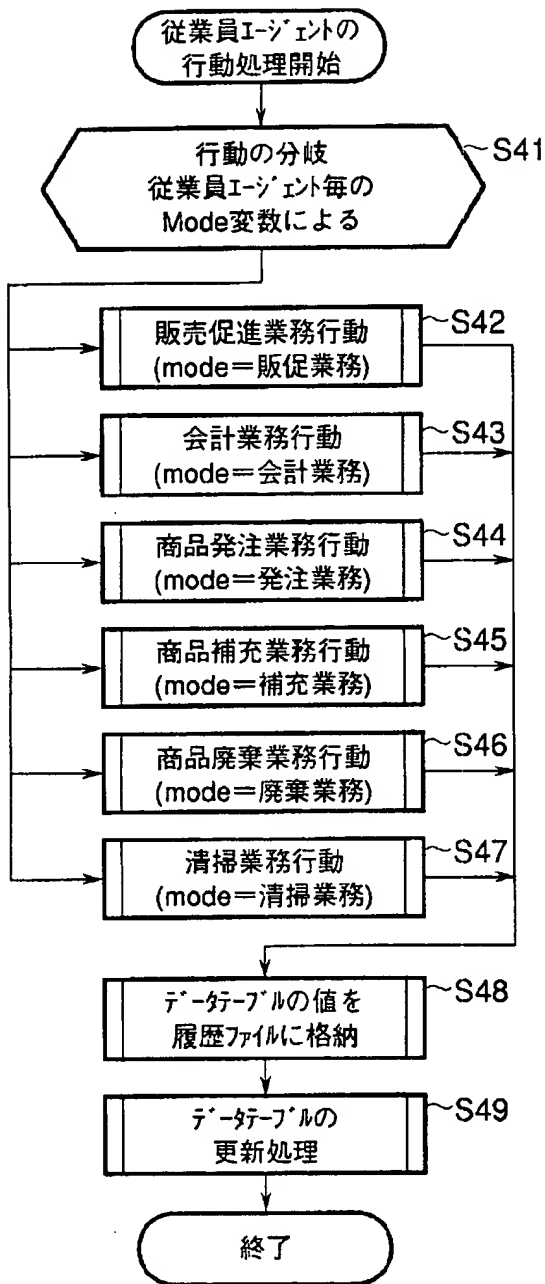 従業員エージェントの
行動処理開始
行動の分岐
従業員エージェント毎の
Mode変数による
~S41
販売促進業務行動
(mode=販促業務)
~S42
会計業務行動
(mode=会計業務)
~S43
商品発注業務行動
(mode=発注業務)
~S44
商品補充業務行動
(mode=補充業務)
~S45
商品廃棄業務行動
(mode=廃棄業務)
~S46
清掃業務行動
(mode=清掃業務)
~S47
データテーブルの値を
履歴ファイルに格納
~S48
データテーブルの
更新処理
~S49
終了